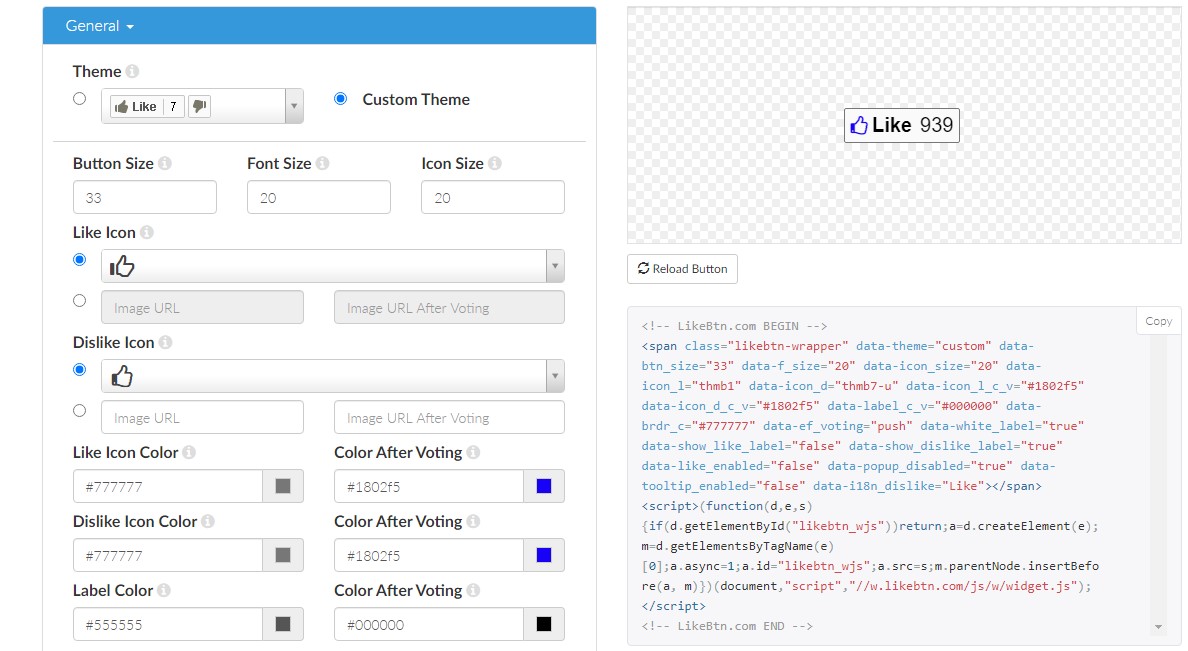 General
Theme
Like 7
Custom Theme
Button Size Font Size Icon Size
33 20 20
Like Icon
Image URL Image URL After Voting
Dislike Icon
Image URL Image URL After Voting
Like Icon Color Color After Voting
#777777 #1802f5
Dislike Icon Color Color After Voting
#777777 #1802f5
Label Color Color After Voting
#555555 #000000
Like 939
Reload Button
Copy
<!-- LikeBtn.com BEGIN -->
<span class="likebtn-wrapper" data-theme="custom" data-
btn_size="33" data-f_size="20" data-icon_size="20" data-
icon_l="thmb1" data-icon_d="thmb7-u" data-icon_l_c_v="#1802f5"
data-icon_d_c_v="#1802f5" data-label_c_v="#000000" data-
brdr_c="#777777" data-ef_voting="push" data-white_label="true"
data-show_like_label="false" data-show_dislike_label="true"
data-like_enabled="false" data-popup_disabled="true" data-
tooltip_enabled="false" data-i18n_dislike="Like"></span>
<script>(function(d,e,s)
{if(d.getElementById("likebtn_wjs"))return;a=d.createElement(e);
m=d.getElementsByTagName(e)
[0];a.async=1;a.id="likebtn_wjs";a.src=s;m.parentNode.insertBefo
re(a, m)})(document,"script","//w.likebtn.com/js/w/widget.js");
</script>
<!-- LikeBtn.com END -->